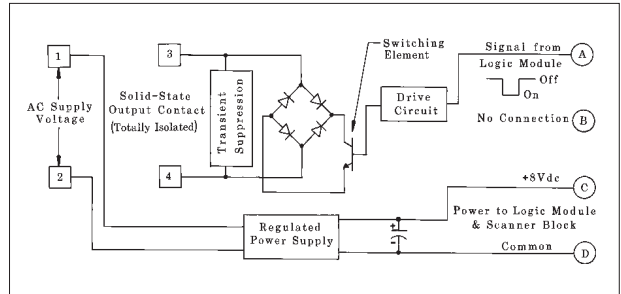 1
3
Switching
Element
Signal from
A
Logic Module
Off
On
AC Supply
Voltage
Solid-State
Output Contact
(Totally Isolated)
Transient
Suppression
Drive
Circuit
No Connection
B
2
4
+8Vdc
C
Regulated
Power Supply
+
-
Power to Logic Module
& Scanner Block
Common
D